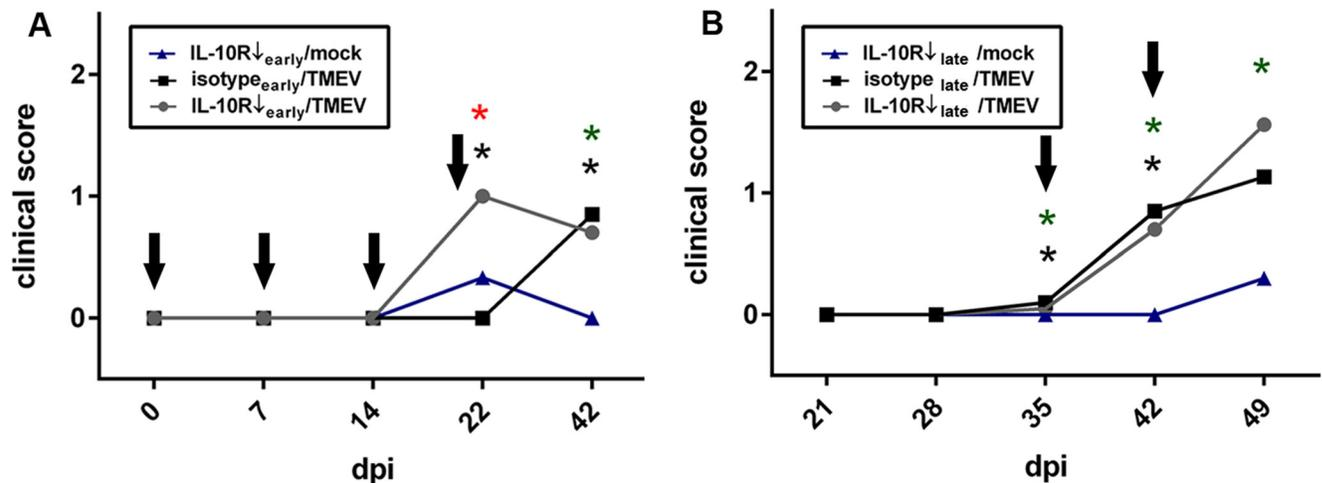 A
IL-10R↓early/mock
isotypeearly/TMEV
IL-10R↓early/TMEV
clinical score
2
1
0
* *
* *
0 7 14 22 42
dpi
B
IL-10R↓late /mock
isotype late /TMEV
IL-10R↓late /TMEV
clinical score
2
1
0
* *
* *
*
21 28 35 42 49
dpi